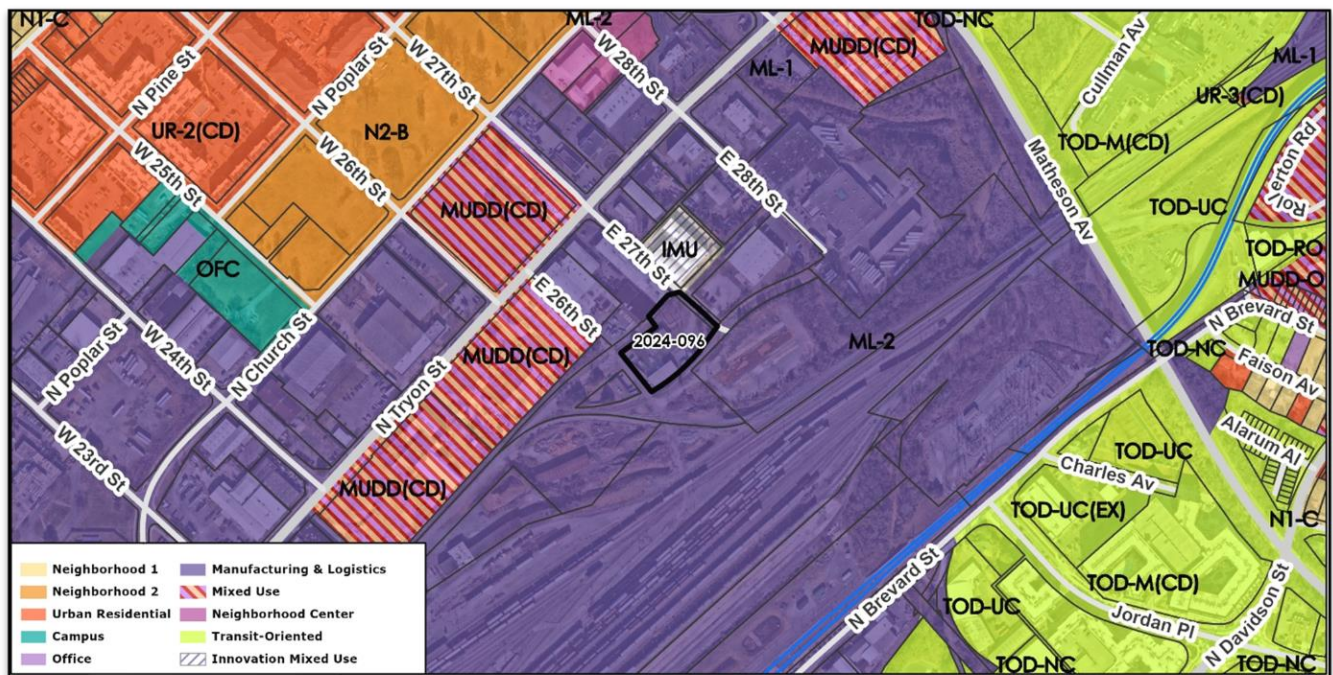 N1-C
ML-2
TOD-NC
N Pine St
N Poplar St
W 27th St
W 28th St
MUDD(CD)
ML-1
Cullman Av
ML-1
UR-3(CD)
UR-2(CD)
N2-B
TOD-M(CD)
Matheson Av
W 25th St
W 26th St
E 28th St
TOD-UC
MUDD(CD)
IMU
E 27th St
TOD-RO
MUDD-O
OFC
E 26th St
2024-096
ML-2
N Brevard St
TOD-NC
Faison Av
N Poplar St
W 24th St
N Church St
N Tryon St
MUDD(CD)
Alarum Al
TOD-UC
Charles Av
W 23rd St
MUDD(CD)
TOD-UC(EX)
N1-C
TOD-M(CD)
N Brevard St
TOD-UC
Jordan Pl
N Davidson St
TOD-NC
TOD-NC
Neighborhood 1
Neighborhood 2
Urban Residential
Campus
Office
Manufacturing & Logistics
Mixed Use
Neighborhood Center
Transit-Oriented
Innovation Mixed Use